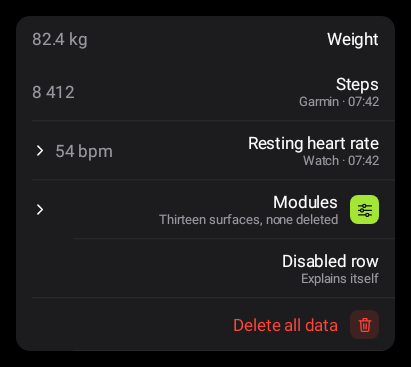 Weight
82.4 kg
Steps
Garmin · 07:42
8 412
Resting heart rate
Watch · 07:42
54 bpm
Modules
Thirteen surfaces, none deleted
Disabled row
Explains itself
Delete all data